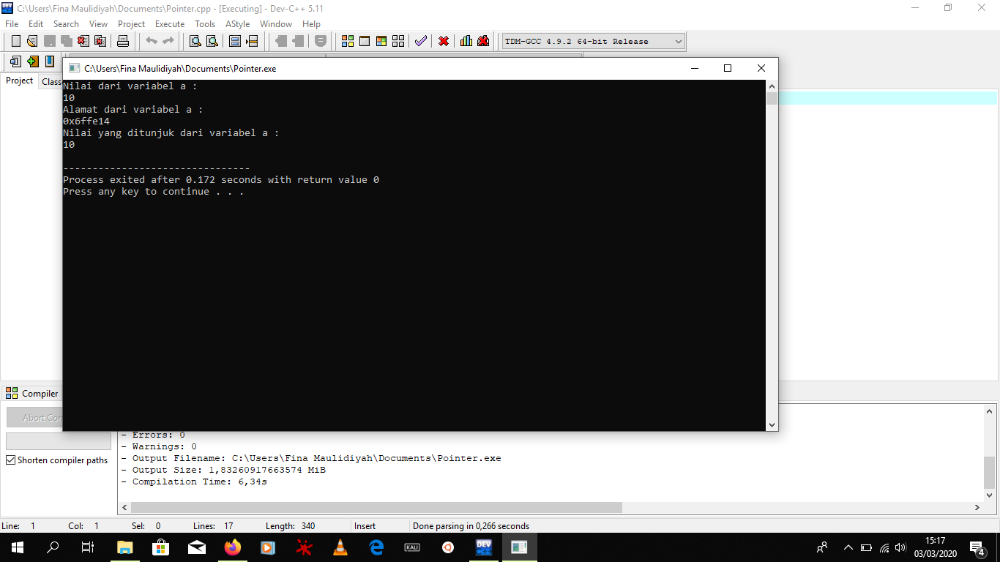 C:\Users\Fina Maulidiyah\Documents\Pointer.cpp - [Executing] - Dev-C++ 5.11
File Edit Search View Project Execute Tools AStyle Window Help
TDM-GCC 4.9.2 64-bit Release
C:\Users\Fina Maulidiyah\Documents\Pointer.exe
Project Class
Nilai dari variabel a :
10
Alamat dari variabel a :
0x6ffe14
Nilai yang ditunjuk dari variabel a :
10
--------------------------------
Process exited after 0.172 seconds with return value 0
Press any key to continue . . .
Compiler
Abort Com
- Errors: 0
- Warnings: 0
- Output Filename: C:\Users\Fina Maulidiyah\Documents\Pointer.exe
- Output Size: 1,83260917663574 MiB
- Compilation Time: 6,34s
Shorten compiler paths
Line: 1 Col: 1 Sel: 0 Lines: 17 Length: 340 Insert Done parsing in 0,266 seconds
KALI
DEV
15:17
03/03/2020
4